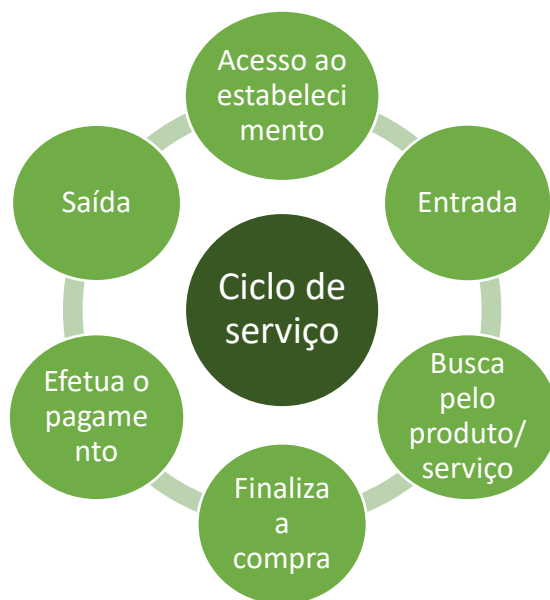 Acesso ao
estabeleci
mento
Entrada
Busca
pelo
produto/
serviço
Finaliza
a
compra
Efetua o
pagame
nto
Saída
Ciclo de
serviço